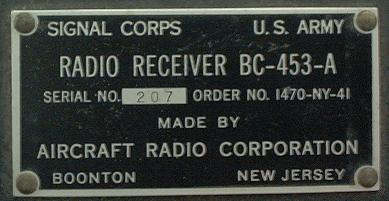 SIGNAL CORPS U.S. ARMY
RADIO RECEIVER BC-453-A
SERIAL NO. 207 ORDER NO. 1470-NY-41
MADE BY
AIRCRAFT RADIO CORPORATION
BOONTON NEW JERSEY